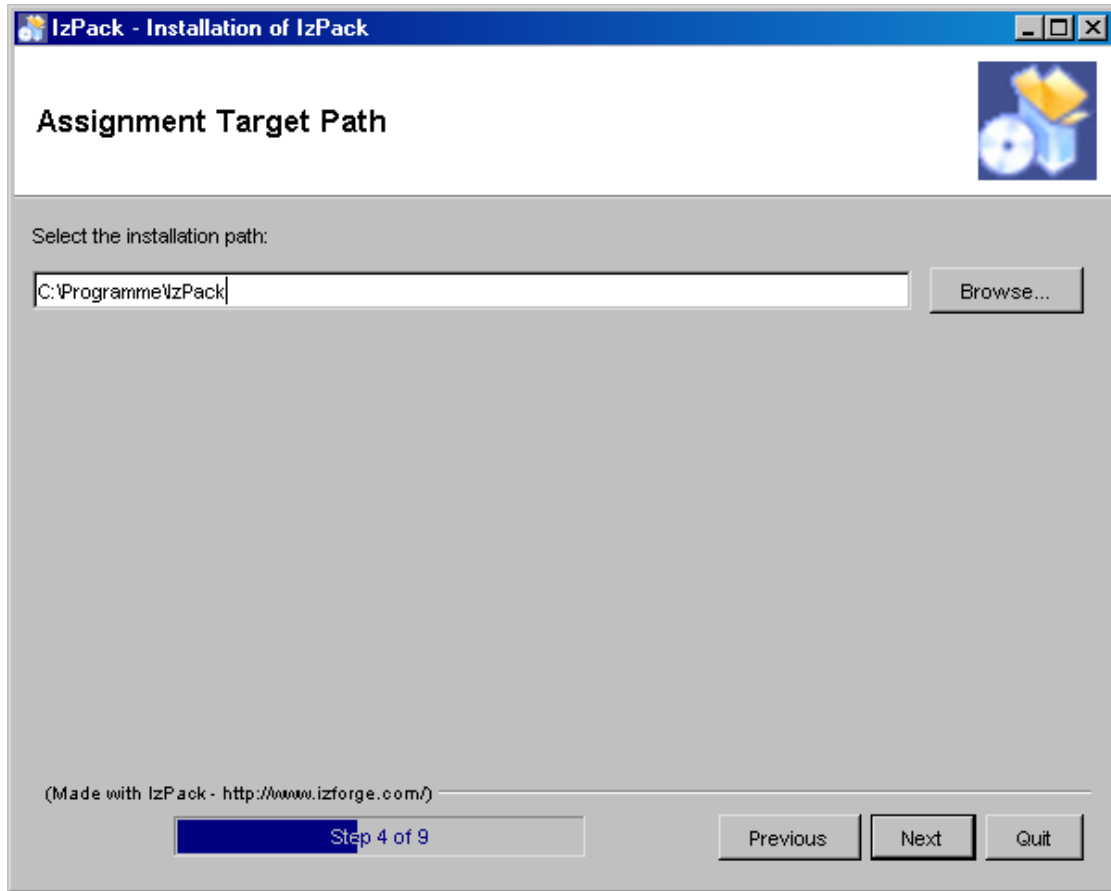 IzPack - Installation of IzPack
Assignment Target Path
Select the installation path:
C:\Programme\IzPack
Browse...
(Made with IzPack - http://www.izforge.com/)
Step 4 of 9
Previous
Next
Quit